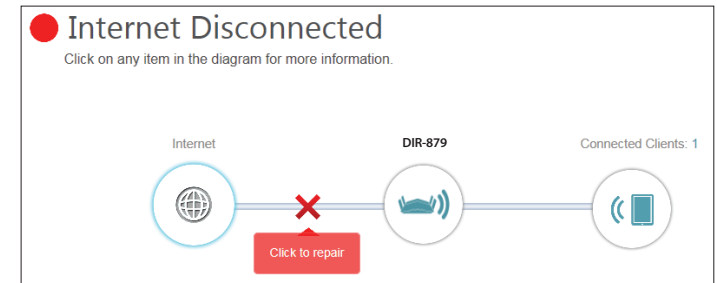 Internet Disconnected
Click on any item in the diagram for more information.
Internet
DIR-879
Connected Clients: 1
Click to repair